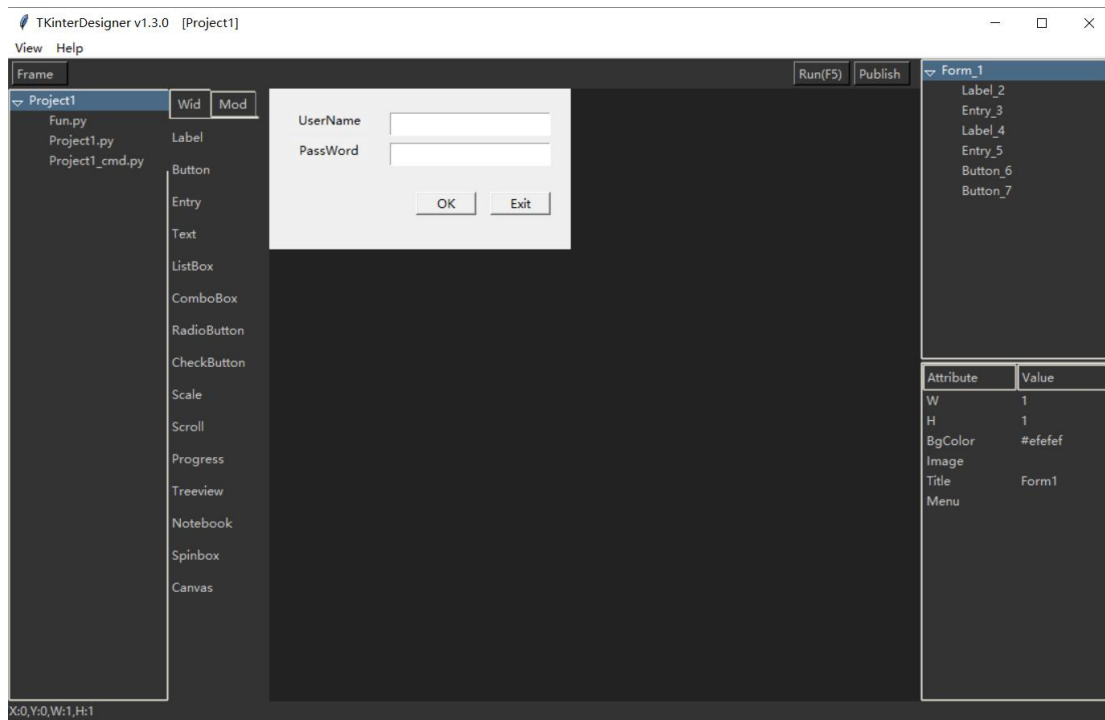 TKinterDesigner v1.3.0 [Project1]
View Help
Frame
Run(F5) Publish
Project1
Fun.py
Project1.py
Project1_cmd.py
Wid Mod
Label
Button
Entry
Text
ListBox
ComboBox
RadioButton
CheckButton
Scale
Scroll
Progress
Treeview
Notebook
Spinbox
Canvas
UserName
PassWord
OK Exit
Form_1
Label_2
Entry_3
Label_4
Entry_5
Button_6
Button_7
Attribute Value
W 1
H 1
BgColor #efefef
Image
Title Form1
Menu
X:0,Y:0,W:1,H:1